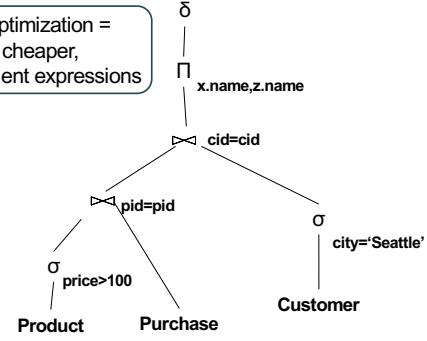 δ
ptimization =
cheaper,
ent expressions
Π
x.name,z.name
⋈ cid=cid
⋈ pid=pid
σ
city=‘Seattle’
σ
price>100
Customer
Product Purchase